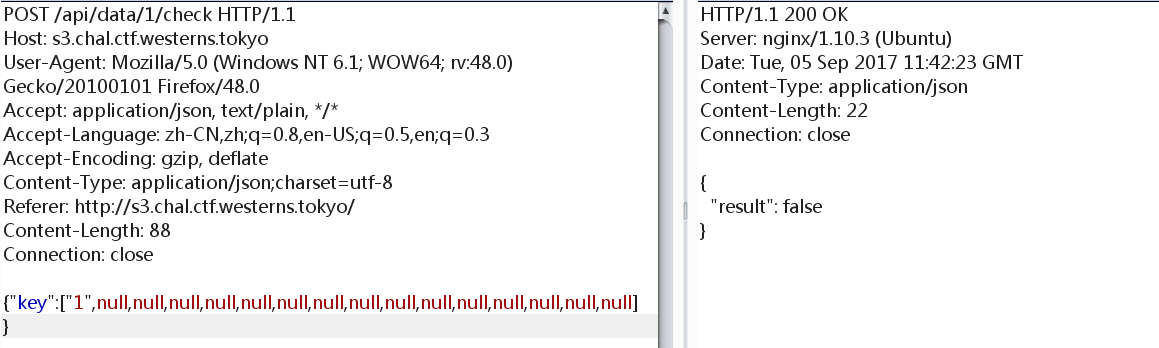 POST /api/data/1/check HTTP/1.1
Host: s3.chal.ctf.westerns.tokyo
User-Agent: Mozilla/5.0 (Windows NT 6.1; WOW64; rv:48.0)
Gecko/20100101 Firefox/48.0
Accept: application/json, text/plain, */*
Accept-Language: zh-CN,zh;q=0.8,en-US;q=0.5,en;q=0.3
Accept-Encoding: gzip, deflate
Content-Type: application/json;charset=utf-8
Referer: http://s3.chal.ctf.westerns.tokyo/
Content-Length: 88
Connection: close
{"key":["1",null,null,null,null,null,null,null,null,null,null,null,null,null,null,null]
}
HTTP/1.1 200 OK
Server: nginx/1.10.3 (Ubuntu)
Date: Tue, 05 Sep 2017 11:42:23 GMT
Content-Type: application/json
Content-Length: 22
Connection: close
{
"result": false
}